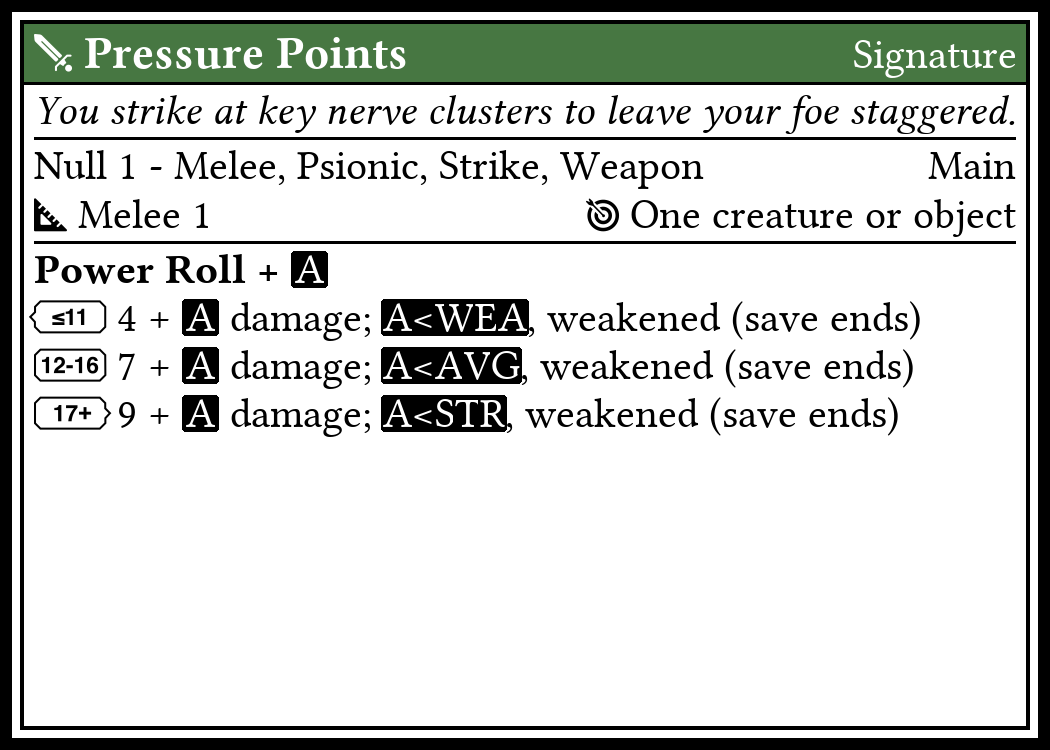 Pressure Points Signature
You strike at key nerve clusters to leave your foe staggered.
Null 1 - Melee, Psionic, Strike, Weapon Main
Melee 1 One creature or object
Power Roll + A
≤11 4 + A damage; A<WEA, weakened (save ends)
12-16 7 + A damage; A<AVG, weakened (save ends)
17+ 9 + A damage; A<STR, weakened (save ends)